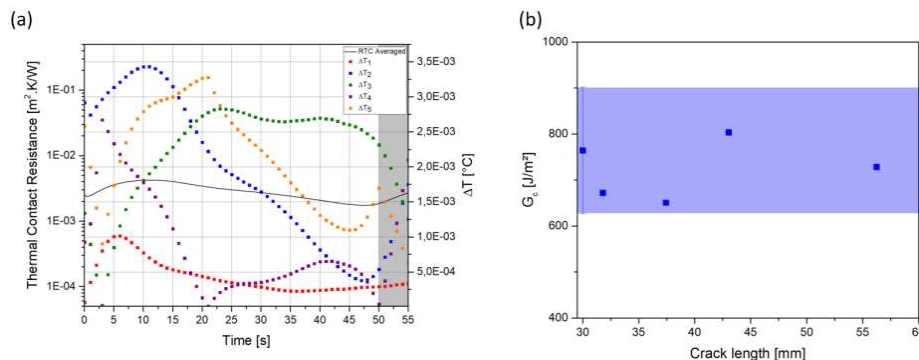 (a)
(b)
Thermal Contact Resistance [m².K/W]
1E-01
1E-02
1E-03
1E-04
RTC Averaged
ΔT₁
ΔT₂
ΔT₃
ΔT₄
ΔT₅
3,5E-03
3,0E-03
2,5E-03
2,0E-03
1,5E-03
1,0E-03
5,0E-04
ΔT [°C]
0 5 10 15 20 25 30 35 40 45 50 55
Time [s]
G꜀ [J/m²]
1000
800
600
400
30 35 40 45 50 55 60
Crack length [mm]